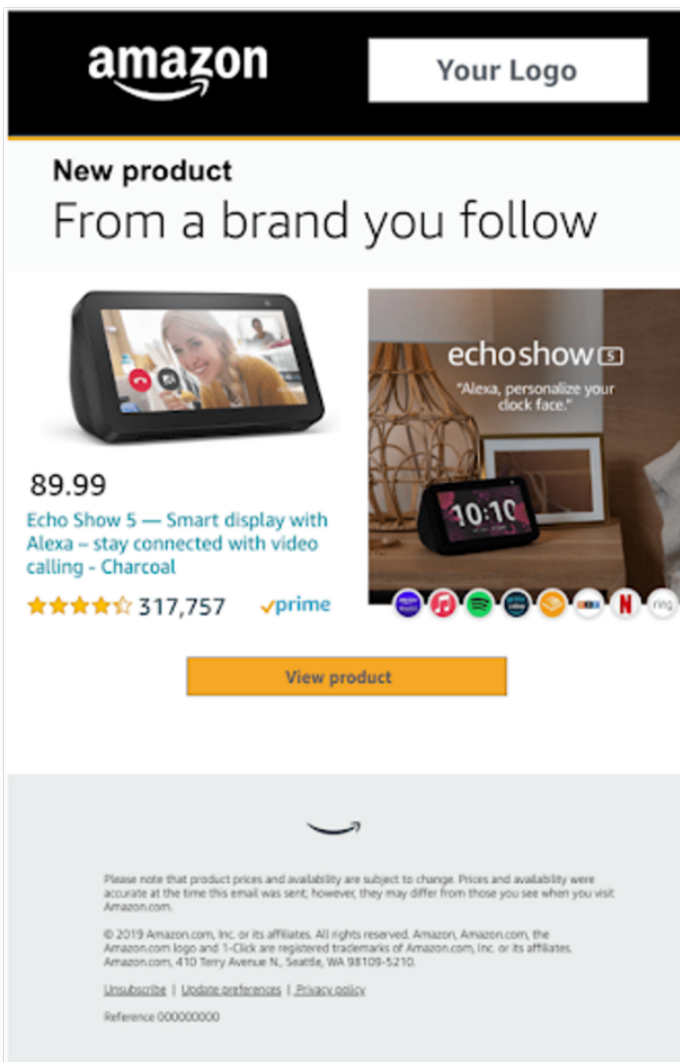 amazon
Your Logo
New product
From a brand you follow
echo show 5
"Alexa, personalize your
clock face."
10:10
89.99
Echo Show 5 — Smart display with
Alexa – stay connected with video
calling - Charcoal
317,757
prime
N
ring
View product
Please note that product prices and availability are subject to change. Prices and availability were
accurate at the time this email was sent; however, they may differ from those you see when you visit
Amazon.com.
© 2019 Amazon.com, Inc. or its affiliates. All rights reserved. Amazon, Amazon.com, the
Amazon.com logo and 1-Click are registered trademarks of Amazon.com, Inc. or its affiliates.
Amazon.com, 410 Terry Avenue N., Seattle, WA 98109-5210.
Unsubscribe | Update preferences | Privacy policy
Reference 000000000